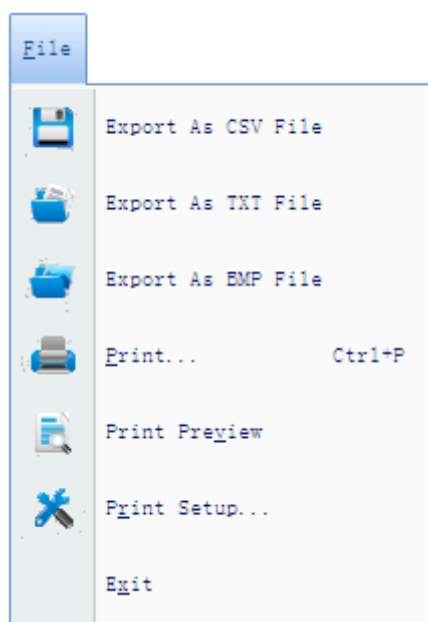 File
Export As CSV File
Export As TXT File
Export As BMP File
Print... Ctrl+P
Print Preview
Print Setup...
Exit